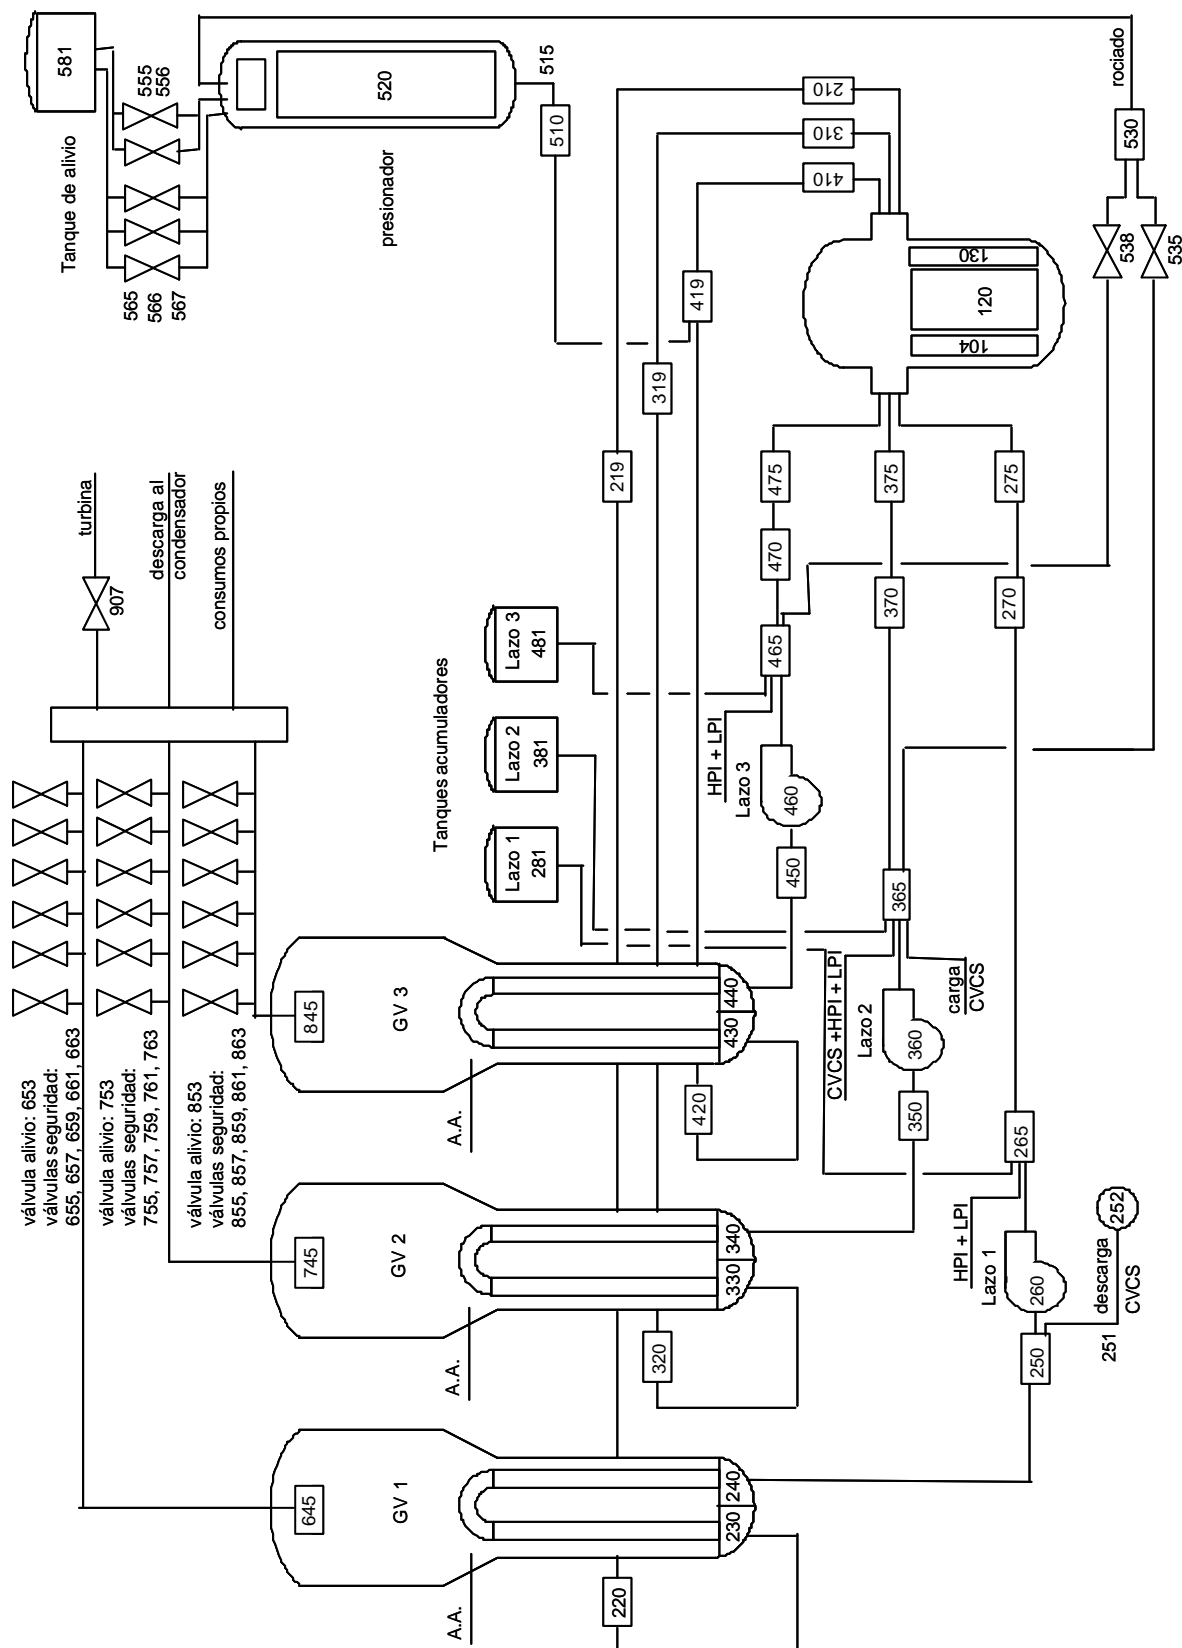 válvula alivio: 653
válvulas seguridad:
655, 657, 659, 661, 663
válvula alivio: 753
válvulas seguridad:
755, 757, 759, 761, 763
válvula alivio: 853
válvulas seguridad:
855, 857, 859, 861, 863
907
turbina
descarga al
condensador
consumos propios
581
Tanque de alivio
555
556
565
566
567
520
presionador
515
510
645
GV 1
A.A.
230
240
220
745
GV 2
A.A.
330
340
320
845
GV 3
A.A.
430
440
420
Tanques acumuladores
Lazo 1
281
Lazo 2
381
Lazo 3
481
219
319
419
210
310
410
HPI + LPI
Lazo 3
460
450
465
470
475
CVCS +HPI + LPI
Lazo 2
360
350
365
carga
CVCS
370
375
HPI + LPI
Lazo 1
260
250
251
descarga
CVCS
252
265
270
275
104
120
130
538
535
530
rociado